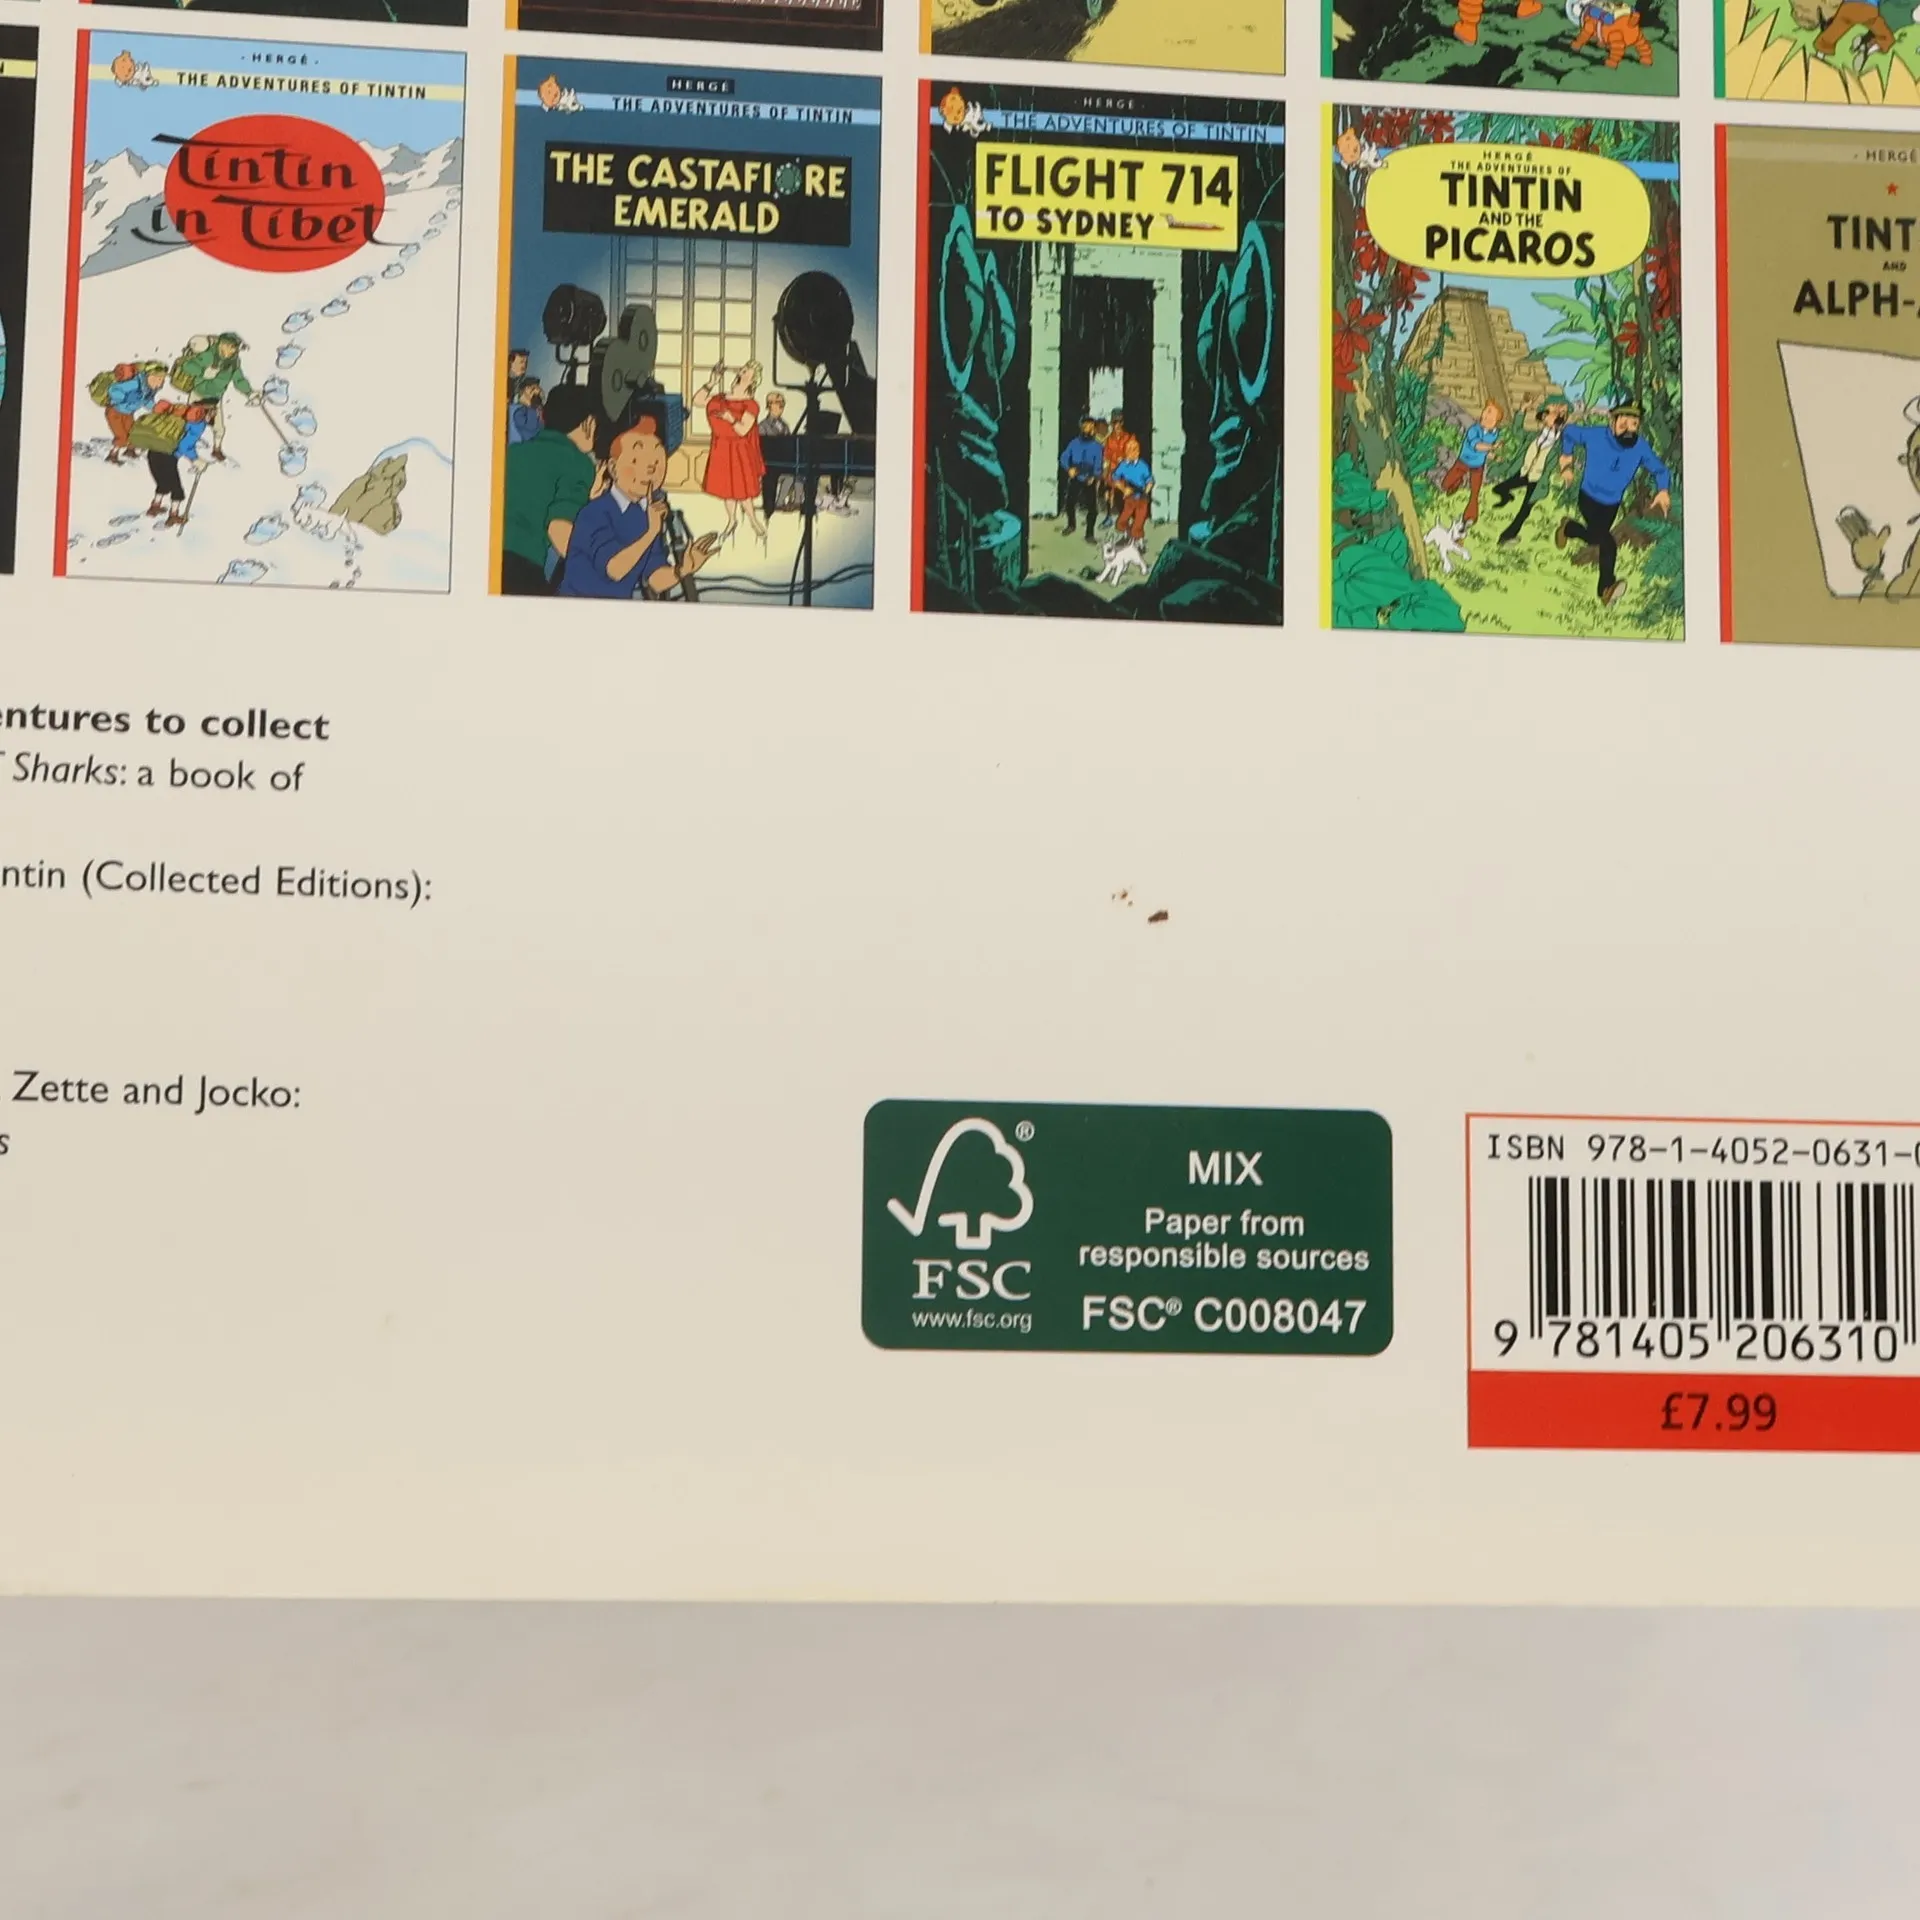 · HERGÉ ·
THE ADVENTURES OF TINTIN
Tintin
in Tibet
HERGÉ
THE ADVENTURES OF TINTIN
THE CASTAFIORE
EMERALD
· HERGÉ ·
THE ADVENTURES OF TINTIN
FLIGHT 714
TO SYDNEY
HERGÉ
THE ADVENTURES OF
TINTIN
AND THE
PICAROS
· HERGÉ
TINT
AND
ALPH-
entures to collect
Sharks: a book of
ntin (Collected Editions):
Zette and Jocko:
s
®
FSC
www.fsc.org
MIX
Paper from
responsible sources
FSC® C008047
ISBN 978-1-4052-0631-
9 781405 206310
£7.99